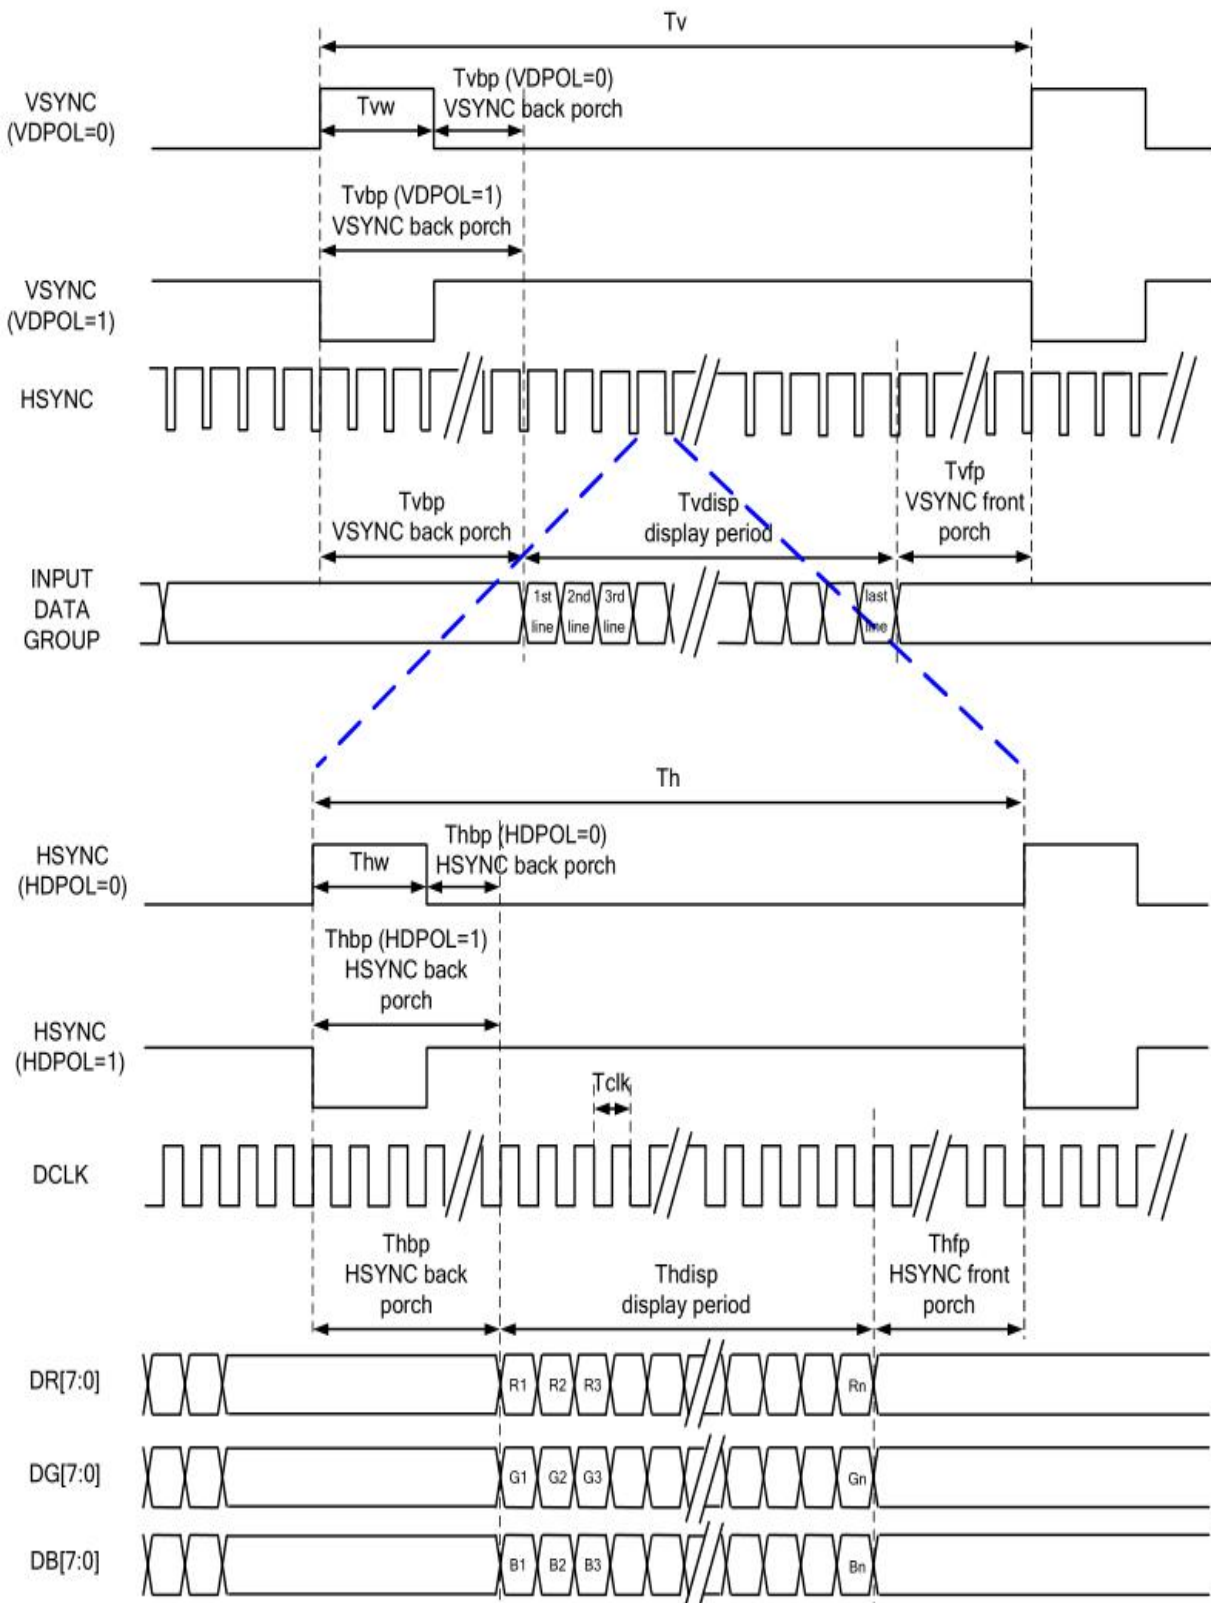 Tv
VSYNC
(VDPOL=0)
Tvw
Tvbp (VDPOL=0)
VSYNC back porch
Tvbp (VDPOL=1)
VSYNC back porch
VSYNC
(VDPOL=1)
HSYNC
Tvbp
VSYNC back porch
Tvdisp
display period
Tvfp
VSYNC front
porch
INPUT
DATA
GROUP
1st
line
2nd
line
3rd
line
last
line
Th
HSYNC
(HDPOL=0)
Thw
Thbp (HDPOL=0)
HSYNC back porch
Thbp (HDPOL=1)
HSYNC back
porch
HSYNC
(HDPOL=1)
Tclk
DCLK
Thbp
HSYNC back
porch
Thdisp
display period
Thfp
HSYNC front
porch
DR[7:0]
R1 R2 R3 Rn
DG[7:0]
G1 G2 G3 Gn
DB[7:0]
B1 B2 B3 Bn